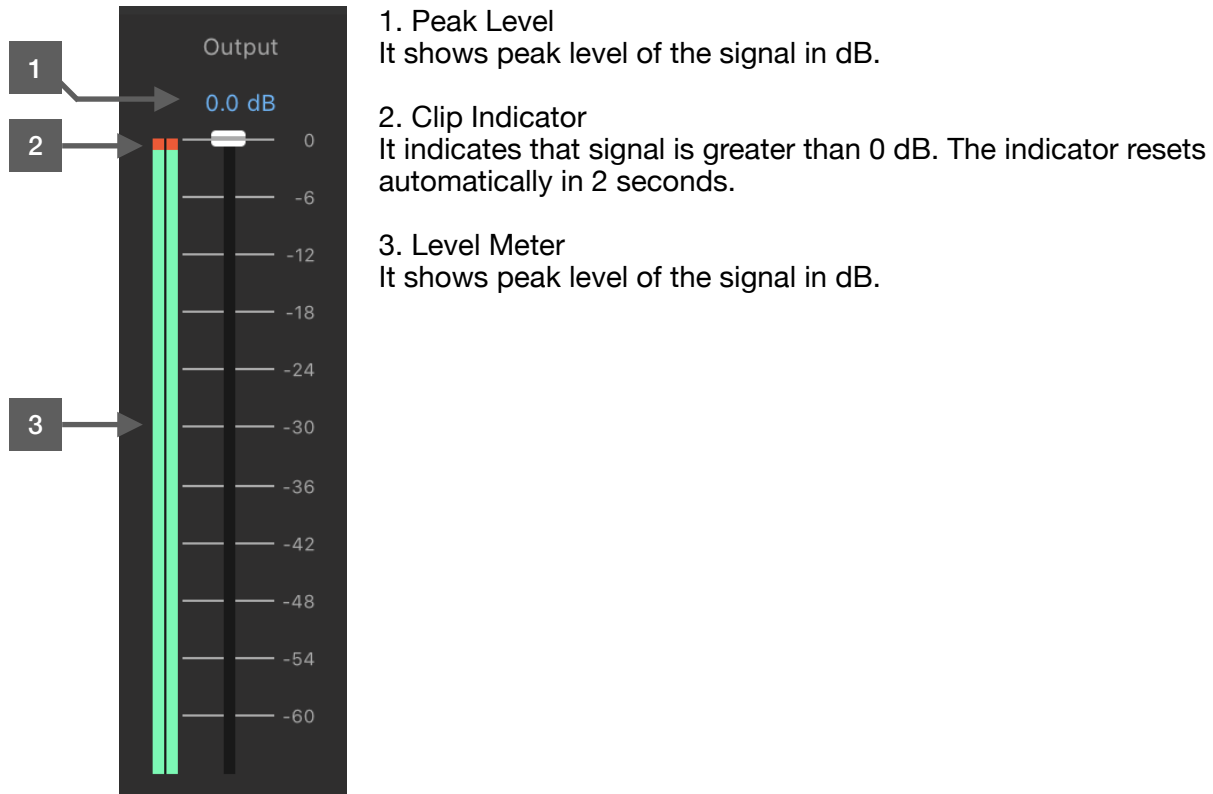 Output
1
0.0 dB
2
0
-6
-12
-18
-24
3
-30
-36
-42
-48
-54
-60
1. Peak Level
It shows peak level of the signal in dB.
2. Clip Indicator
It indicates that signal is greater than 0 dB. The indicator resets
automatically in 2 seconds.
3. Level Meter
It shows peak level of the signal in dB.